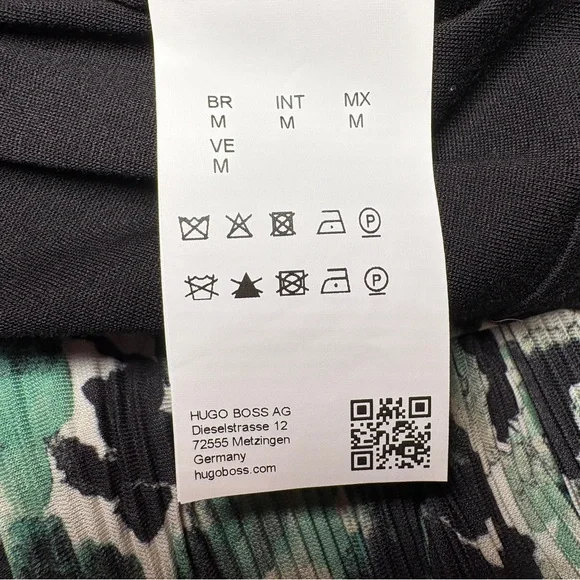 BR INT MX
M M M
VE
M
P
P
HUGO BOSS AG
Dieselstrasse 12
72555 Metzingen
Germany
hugoboss.com